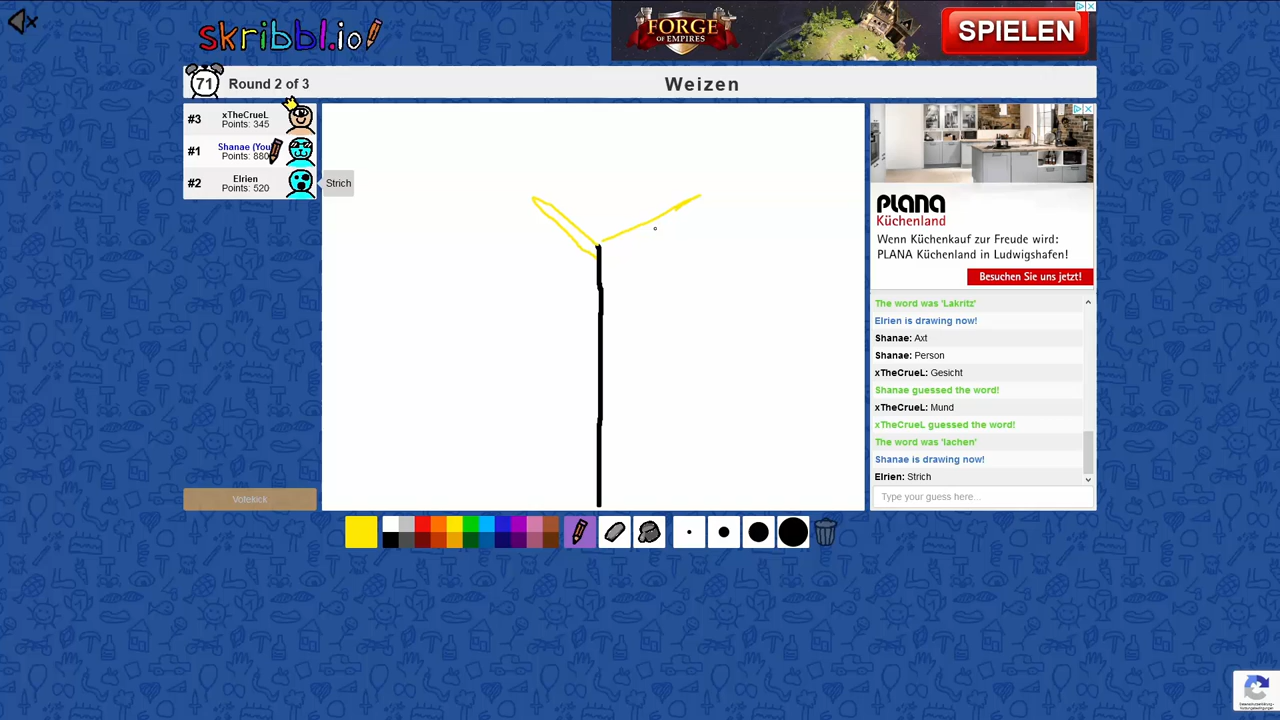 skribbl.io
FORGE
OF EMPIRES
SPIELEN
71
Round 2 of 3
Weizen
#3
xTheCrueL
Points: 345
#1
Shanae (You
Points: 880
#2
Elrien
Points: 520
Strich
PLANA
Küchenland
Wenn Küchenkauf zur Freude wird:
PLANA Küchenland in Ludwigshafen!
Besuchen Sie uns jetzt!
The word was 'Lakritz'
Elrien is drawing now!
Shanae: Axt
Shanae: Person
xTheCrueL: Gesicht
Shanae guessed the word!
xTheCrueL: Mund
xTheCrueL guessed the word!
The word was 'lachen'
Shanae is drawing now!
Elrien: Strich
Type your guess here...
Votekick